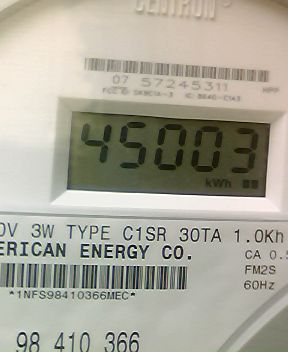 CENTRON
07 57245311
45003
kWh
0V 3W TYPE C1SR 30TA 1.0Kh
ERICAN ENERGY CO.
CA 0.5
*1NFS98410366MEC*
FM2S
60Hz
98 410 366